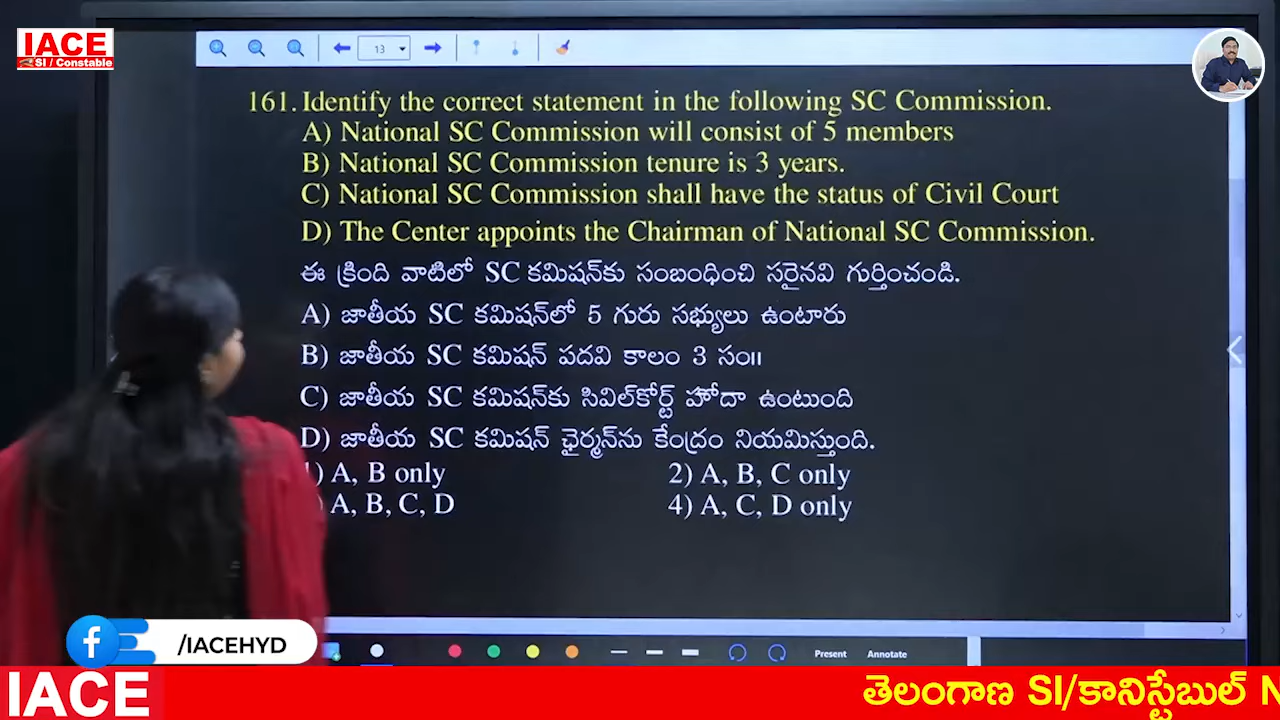 IACE
SI / Constable
13
161. Identify the correct statement in the following SC Commission.
A) National SC Commission will consist of 5 members
B) National SC Commission tenure is 3 years.
C) National SC Commission shall have the status of Civil Court
D) The Center appoints the Chairman of National SC Commission.
ఈ క్రింది వాటిలో SC కమిషన్‌కు సంబంధించి సరైనవి గుర్తించండి.
A) జాతీయ SC కమిషన్‌లో 5 గురు సభ్యులు ఉంటారు
B) జాతీయ SC కమిషన్ పదవి కాలం 3 సం॥
C) జాతీయ SC కమిషన్‌కు సివిల్‌కోర్ట్ హోదా ఉంటుంది
D) జాతీయ SC కమిషన్ ఛైర్మన్‌ను కేంద్రం నియమిస్తుంది.
) A, B only 2) A, B, C only
) A, B, C, D 4) A, C, D only
/IACEHYD
Present Annotate
IACE తెలంగాణ SI/కానిస్టేబుల్ N